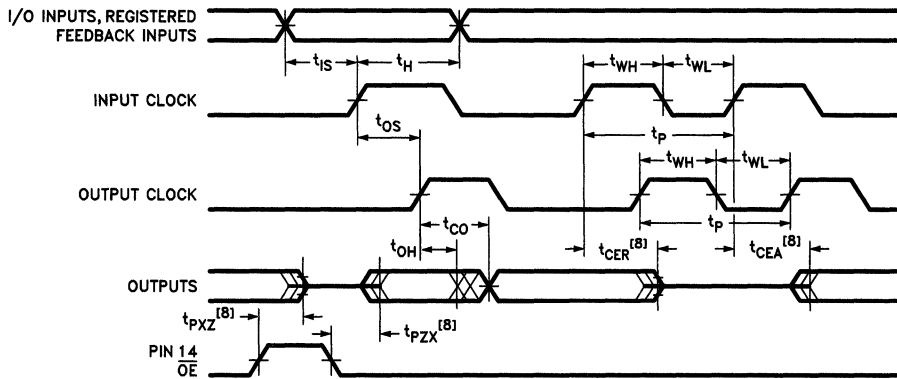 I/O INPUTS, REGISTERED
FEEDBACK INPUTS
tIS
tH
tWH
tWL
INPUT CLOCK
tOS
tP
tWH
tWL
OUTPUT CLOCK
tCO
tP
tOH
tCER[8]
tCEA[8]
OUTPUTS
tPXZ[8]
tPZX[8]
PIN 14
OE